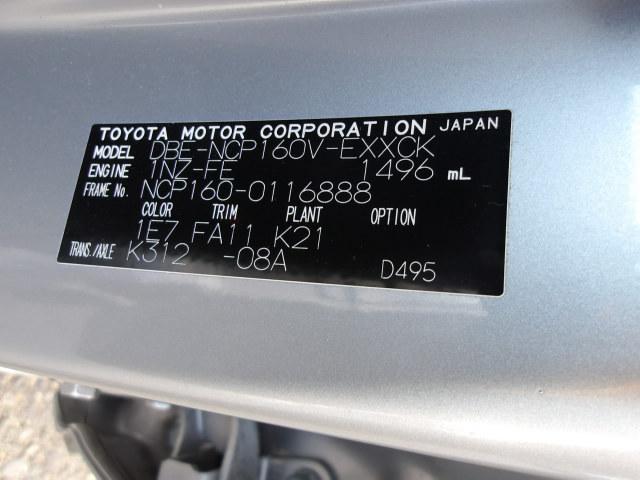 TOYOTA MOTOR CORPORATION JAPAN
MODEL DBE-NCP160V-EXXCK
ENGINE 1NZ-FE 1496 mL
FRAME No. NCP160-0116888
COLOR TRIM PLANT OPTION
1E7 FA11 K21
TRANS./AXLE K312 -08A
D495